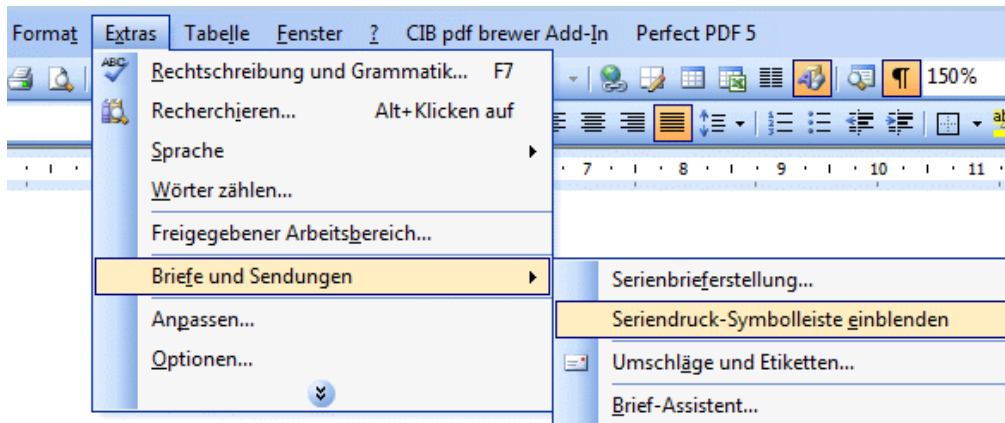 Format Extras Tabelle Fenster ? CIB pdf brewer Add-In Perfect PDF 5
150%
ABC Rechtschreibung und Grammatik... F7
Recherchieren... Alt+Klicken auf
Sprache
7 8 9 10 11
Wörter zählen...
Freigegebener Arbeitsbereich...
Briefe und Sendungen
Serienbrieferstellung...
Anpassen...
Seriendruck-Symbolleiste einblenden
Optionen...
Umschläge und Etiketten...
Brief-Assistent...